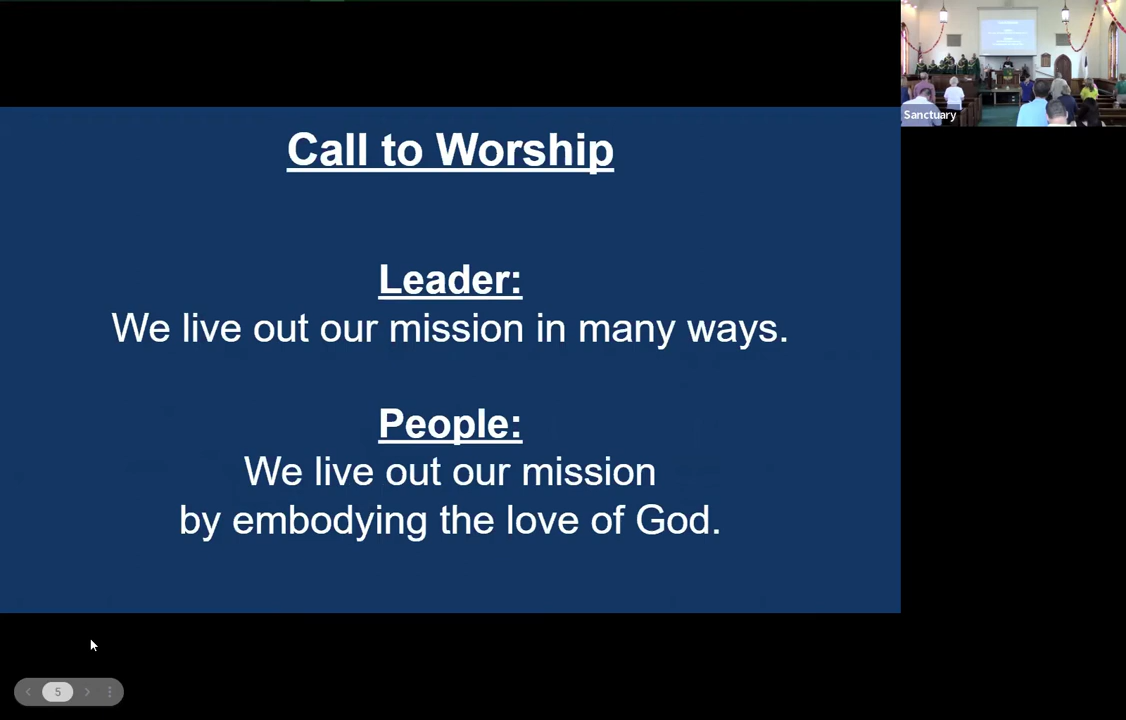 Call to Worship
Leader:
We live out our mission in many ways.
People:
We live out our mission
by embodying the love of God.
Sanctuary
5